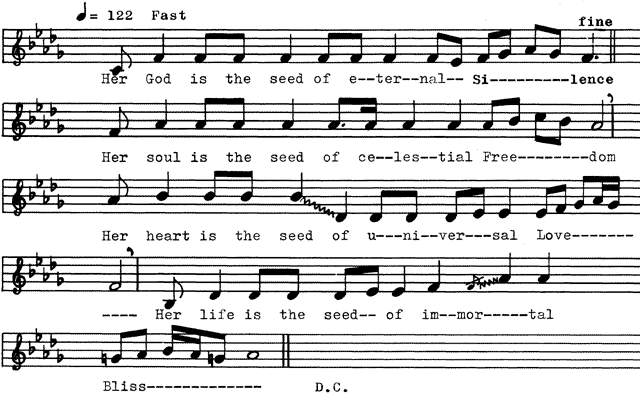 ♩= 122 Fast
fine
Her God is the seed of e--ter--nal-- Si---------lence
Her soul is the seed of ce--les--tial Free--------dom
Her heart is the seed of u---ni--ver---sal Love-------
---- Her life is the seed-- of im--mor-----tal
Bliss------------- D.C.